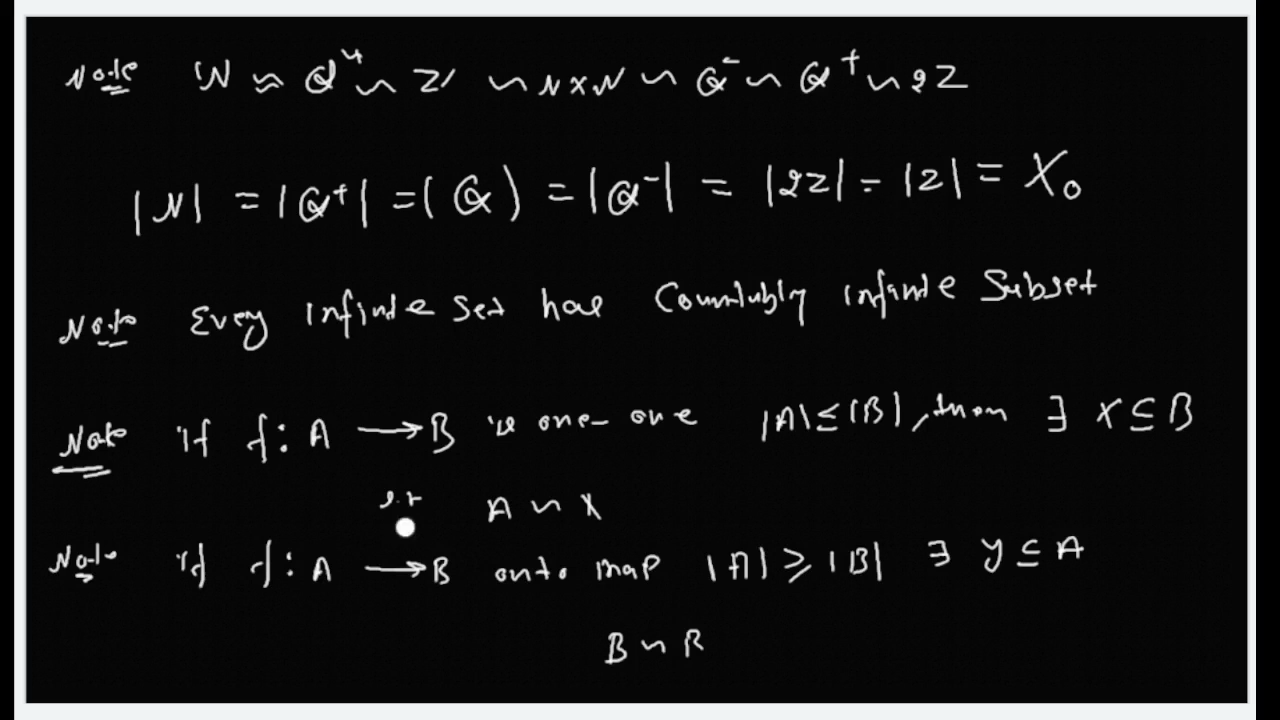 Note N ~ Q⁺ ~ Z ~ N×N ~ Q⁻ ~ Q⁺ ~ 2Z
|N| = |Q⁺| = |Q| = |Q⁻| = |2Z| = |Z| = X₀
Note Every infinite set has Countably infinite Subset
Note if f: A → B is one-one |A| ≤ |B|, then ∃ X ⊆ B
s.t A ~ X
Note if f: A → B onto map |A| ≥ |B| ∃ y ⊆ A
B ~ R